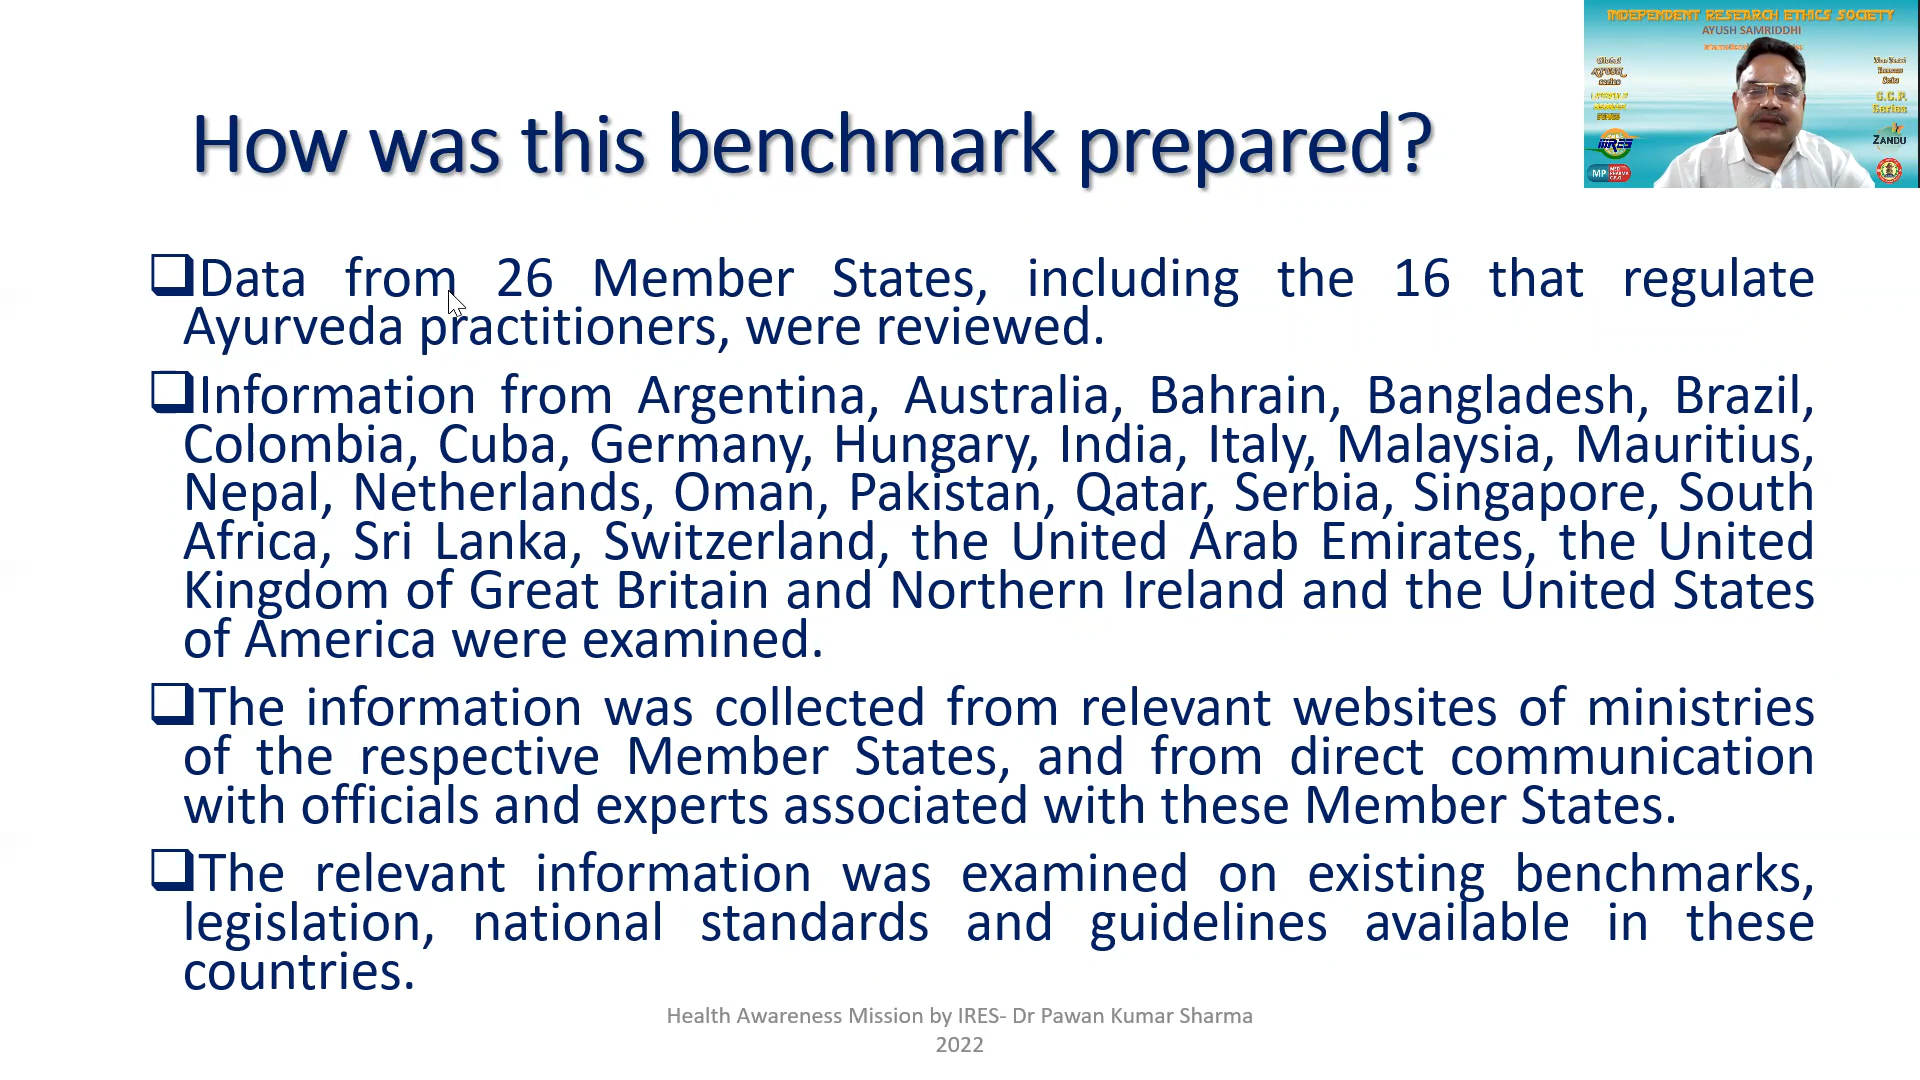 How was this benchmark prepared?
Data from 26 Member States, including the 16 that regulate
Ayurveda practitioners, were reviewed.
Information from Argentina, Australia, Bahrain, Bangladesh, Brazil,
Colombia, Cuba, Germany, Hungary, India, Italy, Malaysia, Mauritius,
Nepal, Netherlands, Oman, Pakistan, Qatar, Serbia, Singapore, South
Africa, Sri Lanka, Switzerland, the United Arab Emirates, the United
Kingdom of Great Britain and Northern Ireland and the United States
of America were examined.
The information was collected from relevant websites of ministries
of the respective Member States, and from direct communication
with officials and experts associated with these Member States.
The relevant information was examined on existing benchmarks,
legislation, national standards and guidelines available in these
countries.
Health Awareness Mission by IRES- Dr Pawan Kumar Sharma
2022
INDEPENDENT RESEARCH ETHICS SOCIETY
AYUSH SAMRIDDHI
Global
AYUSH
series
G.C.P.
Series
IRES
ZANDU
MP